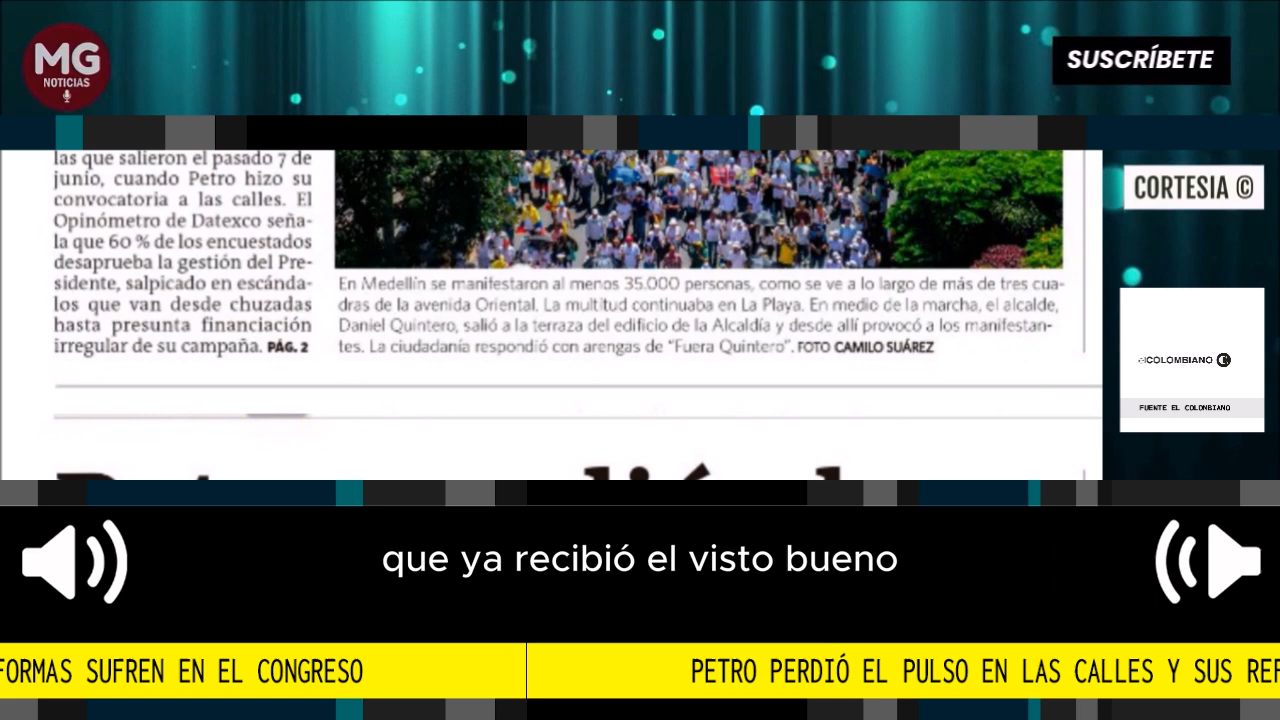 MG
NOTICIAS
SUSCRÍBETE
las que salieron el pasado 7 de
junio, cuando Petro hizo su
convocatoria a las calles. El
Opinómetro de Datexco seña-
la que 60 % de los encuestados
desaprueba la gestión del Pre-
sidente, salpicado en escánda-
los que van desde chuzadas
hasta presunta financiación
irregular de su campaña. PÁG. 2
En Medellín se manifestaron al menos 35.000 personas, como se ve a lo largo de más de tres cua-
dras de la avenida Oriental. La multitud continuaba en La Playa. En medio de la marcha, el alcalde,
Daniel Quintero, salió a la terraza del edificio de la Alcaldía y desde allí provocó a los manifestan-
tes. La ciudadanía respondió con arengas de "Fuera Quintero". FOTO CAMILO SUÁREZ
CORTESIA ©
elCOLOMBIANO
FUENTE EL COLONBIANO
que ya recibió el visto bueno
FORMAS SUFREN EN EL CONGRESO
PETRO PERDIÓ EL PULSO EN LAS CALLES Y SUS REF